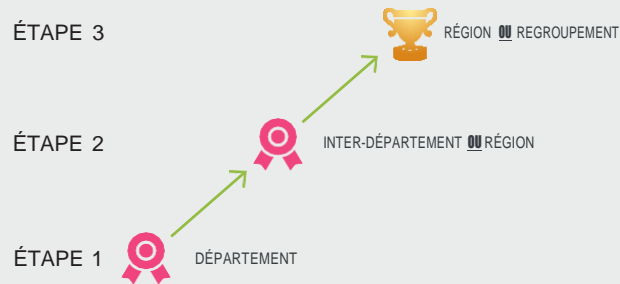 ÉTAPE 3 RÉGION OU REGROUPEMENT
ÉTAPE 2 INTER-DÉPARTEMENT OU RÉGION
ÉTAPE 1 DÉPARTEMENT